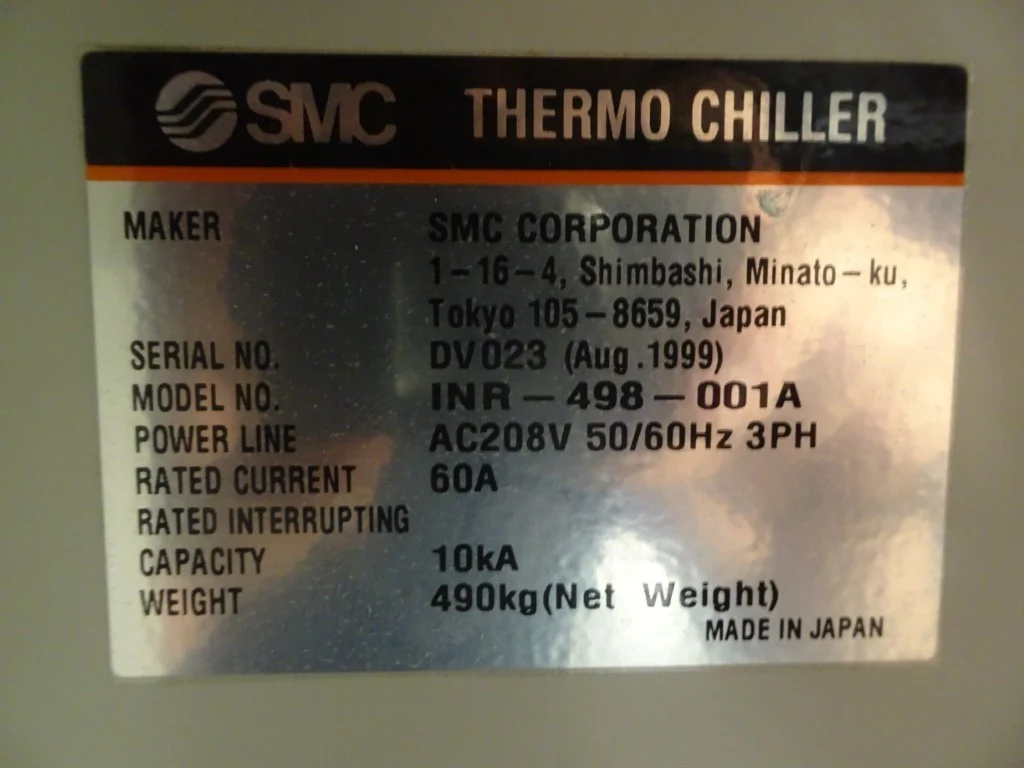 SMC THERMO CHILLER
MAKER SMC CORPORATION
1-16-4, Shimbashi, Minato-ku,
Tokyo 105-8659, Japan
SERIAL NO. DV023 (Aug.1999)
MODEL NO. INR-498-001A
POWER LINE AC208V 50/60Hz 3PH
RATED CURRENT 60A
RATED INTERRUPTING
CAPACITY 10kA
WEIGHT 490kg(Net Weight)
MADE IN JAPAN